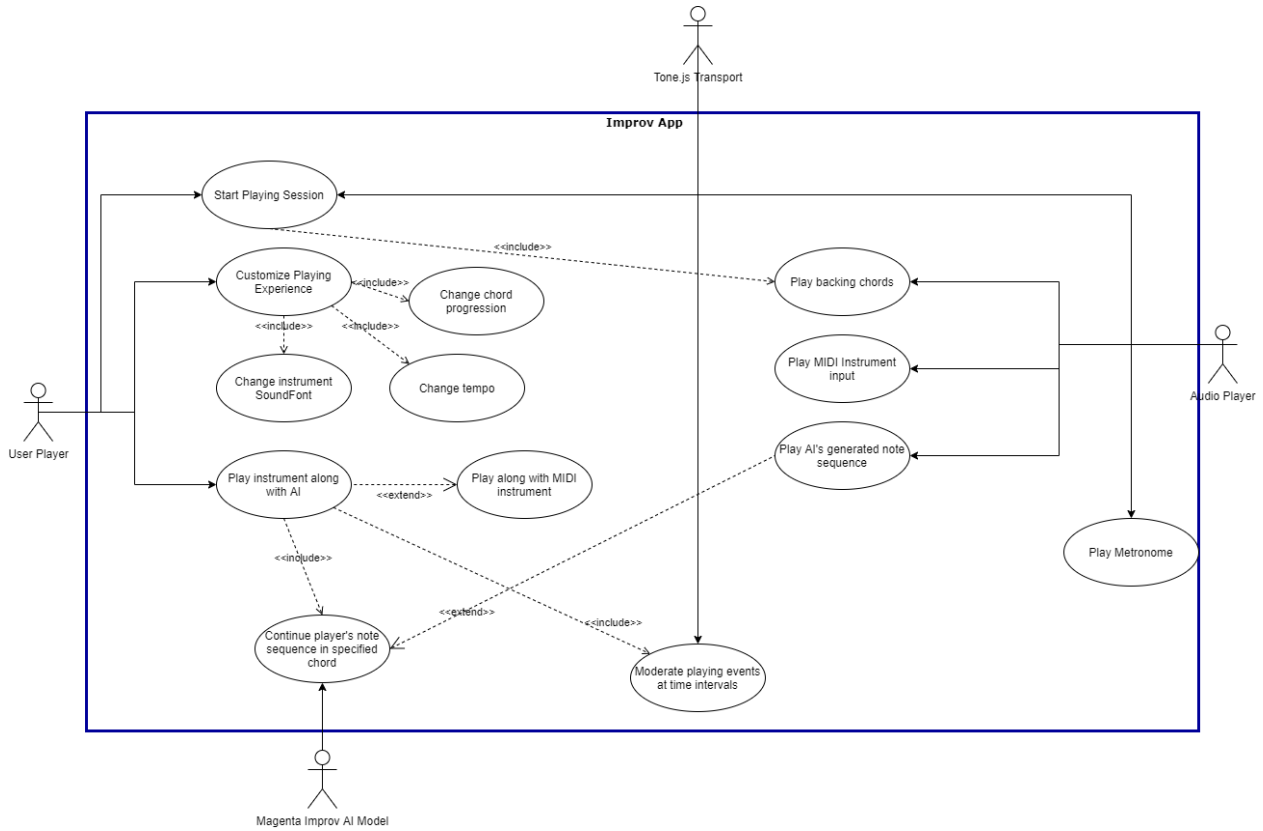 Tone.js Transport
Improv App
Start Playing Session
<<include>>
Customize Playing
Experience
<<include>>
Change chord
progression
<<include>>
<<include>>
Change instrument
SoundFont
Change tempo
Play backing chords
Play MIDI Instrument
input
Audio Player
User Player
Play AI's generated note
sequence
Play instrument along
with AI
<<extend>>
Play along with MIDI
instrument
Play Metronome
<<include>>
<<extend>>
<<include>>
Continue player's note
sequence in specified
chord
Moderate playing events
at time intervals
Magenta Improv AI Model